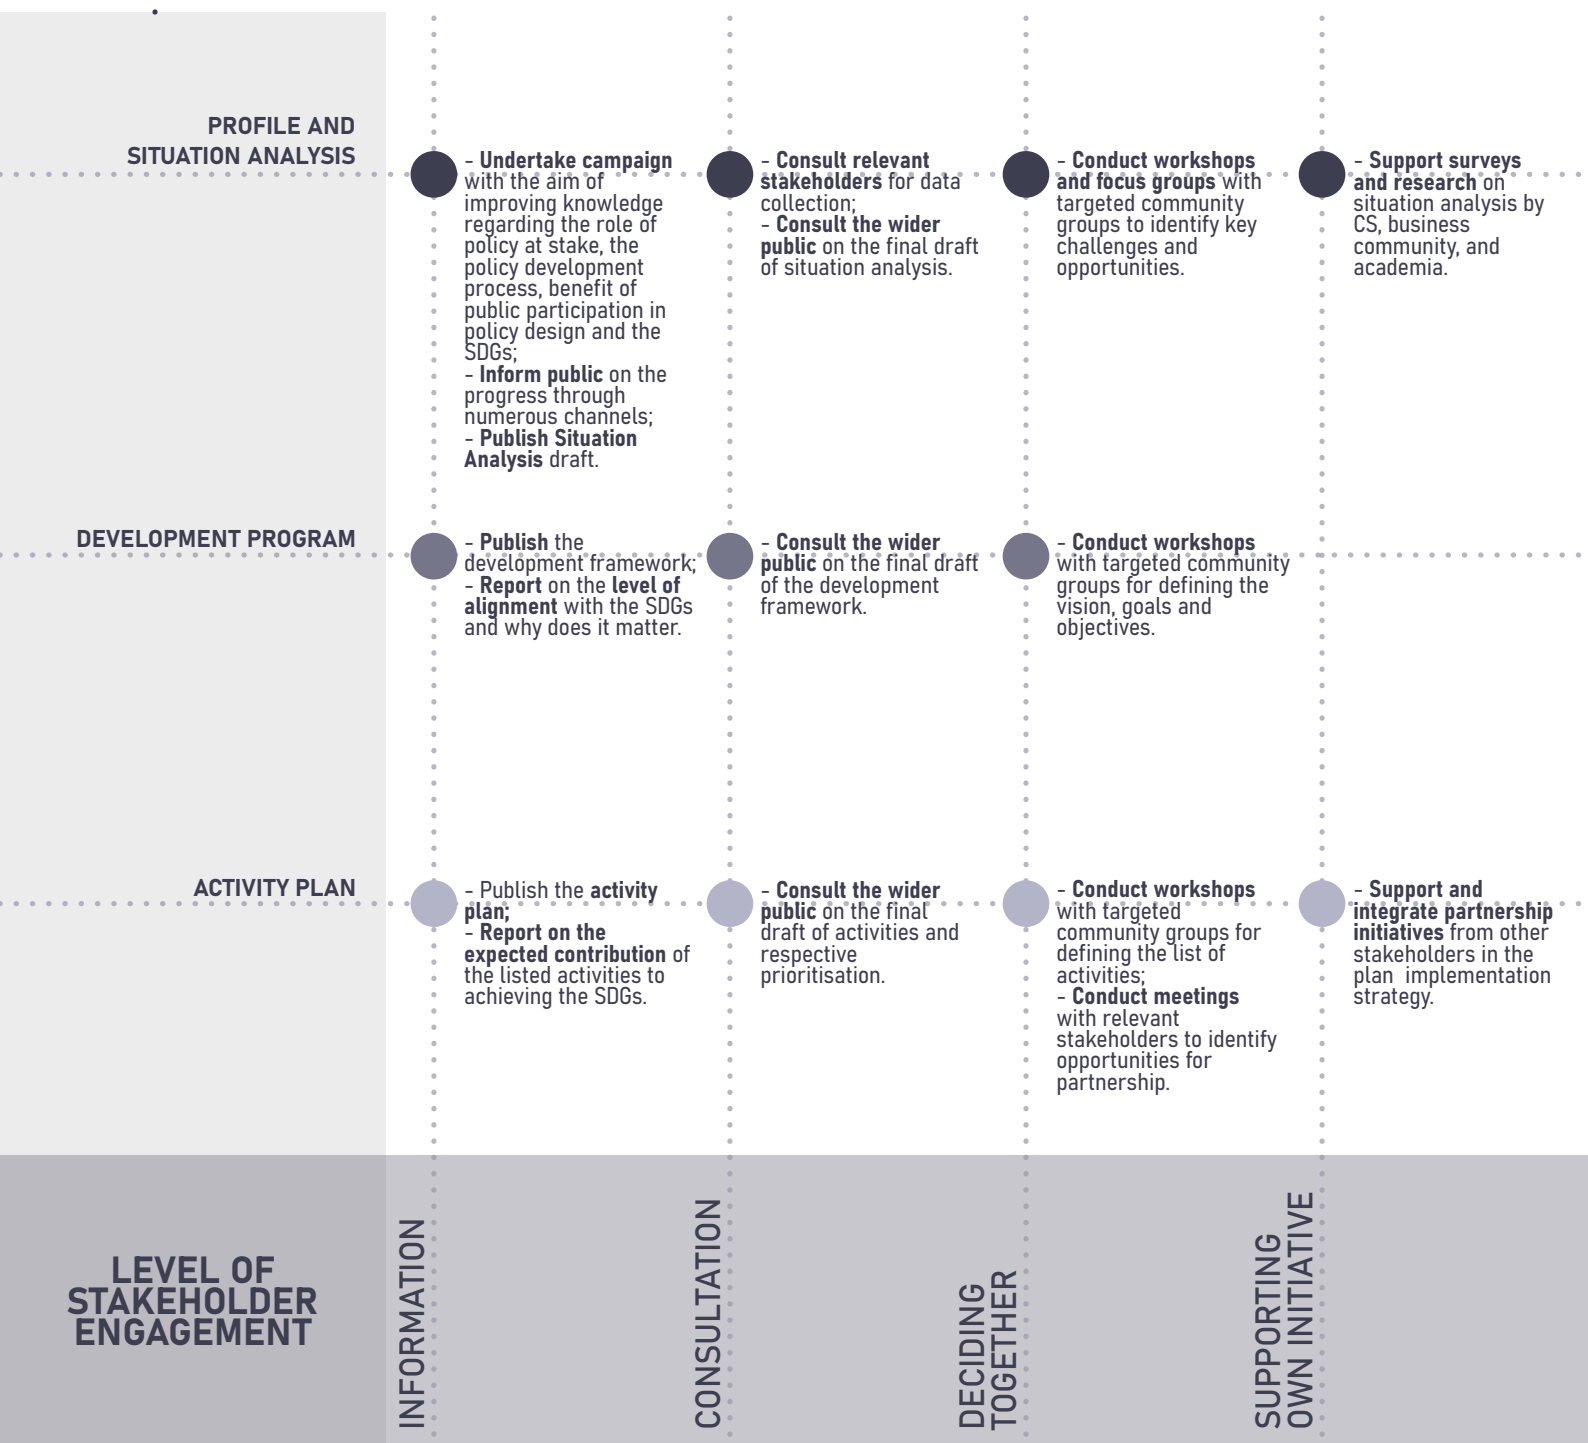 PROFILE AND
SITUATION ANALYSIS
- Undertake campaign
with the aim of
improving knowledge
regarding the role of
policy at stake, the
policy development
process, benefit of
public participation in
policy design and the
SDGs;
- Inform public on the
progress through
numerous channels;
- Publish Situation
Analysis draft.
- Consult relevant
stakeholders for data
collection;
- Consult the wider
public on the final draft
of situation analysis.
- Conduct workshops
and focus groups with
targeted community
groups to identify key
challenges and
opportunities.
- Support surveys
and research on
situation analysis by
CS, business
community, and
academia.
DEVELOPMENT PROGRAM
- Publish the
development framework;
- Report on the level of
alignment with the SDGs
and why does it matter.
- Consult the wider
public on the final draft
of the development
framework.
- Conduct workshops
with targeted community
groups for defining the
vision, goals and
objectives.
ACTIVITY PLAN
- Publish the activity
plan;
- Report on the
expected contribution of
the listed activities to
achieving the SDGs.
- Consult the wider
public on the final
draft of activities and
respective
prioritisation.
- Conduct workshops
with targeted
community groups for
defining the list of
activities;
- Conduct meetings
with relevant
stakeholders to identify
opportunities for
partnership.
- Support and
integrate partnership
initiatives from other
stakeholders in the
plan  implementation
strategy.
LEVEL OF
STAKEHOLDER
ENGAGEMENT
INFORMATION
CONSULTATION
DECIDING
TOGETHER
SUPPORTING
OWN INITIATIVE